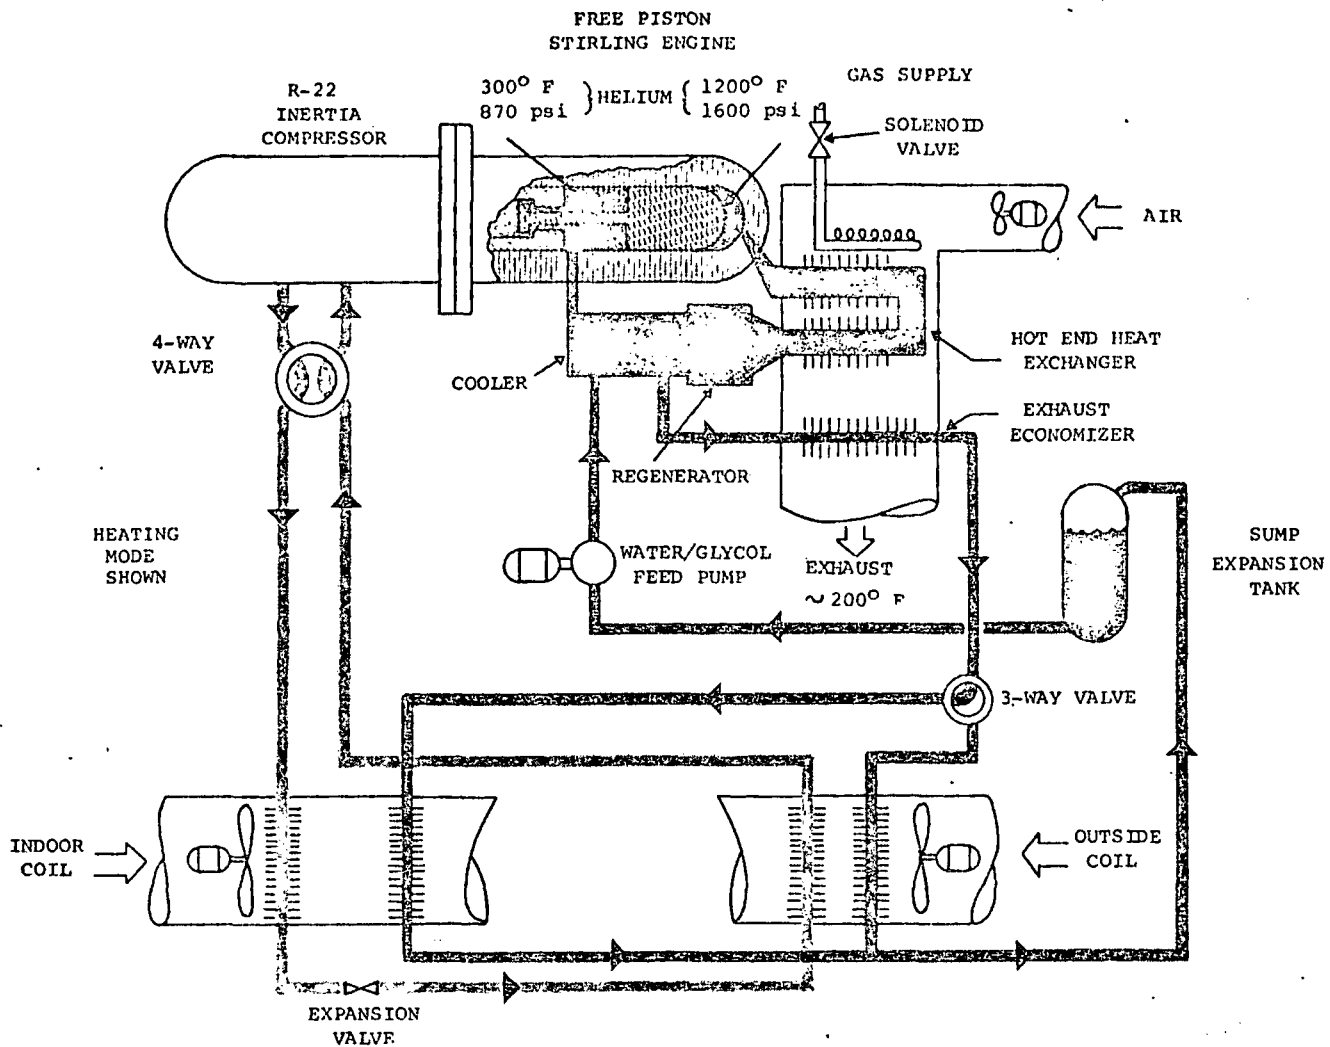 FREE PISTON
STIRLING ENGINE
300° F
870 psi
} HELIUM {
1200° F
1600 psi
GAS SUPPLY
R-22
INERTIA
COMPRESSOR
SOLENOID
VALVE
AIR
4-WAY
VALVE
COOLER
HOT END HEAT
EXCHANGER
EXHAUST
ECONOMIZER
REGENERATOR
HEATING
MODE
SHOWN
WATER/GLYCOL
FEED PUMP
EXHAUST
~ 200° F
SUMP
EXPANSION
TANK
3-WAY VALVE
INDOOR
COIL
OUTSIDE
COIL
EXPANSION
VALVE